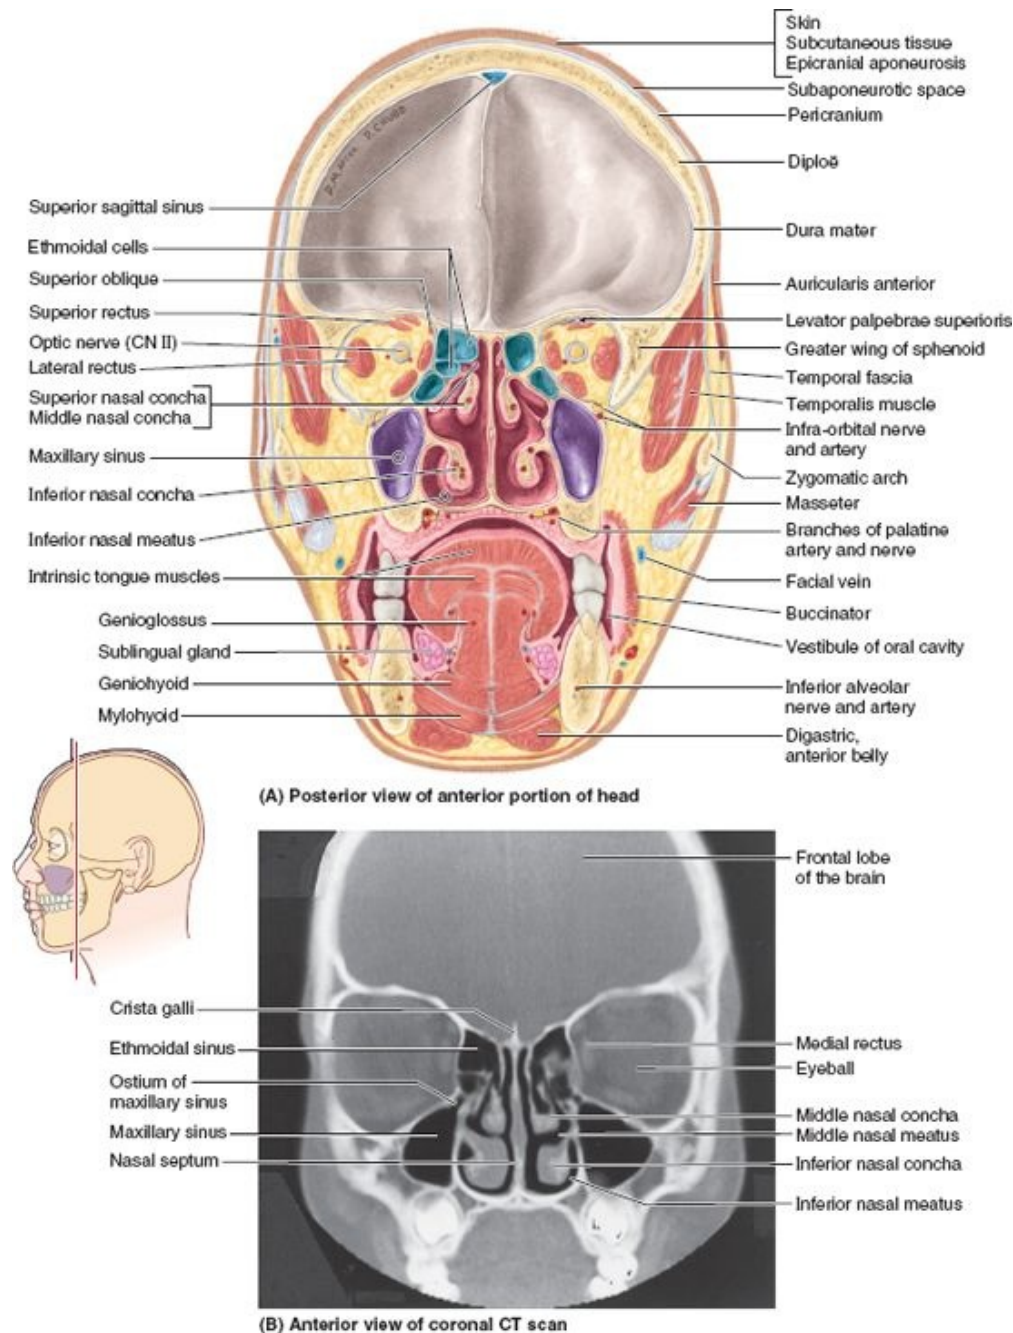 Skin
Subcutaneous tissue
Epicranial aponeurosis
Subaponeurotic space
Pericranium
Diploë
Dura mater
Auricularis anterior
Levator palpebrae superioris
Greater wing of sphenoid
Temporal fascia
Temporalis muscle
Infra-orbital nerve
and artery
Zygomatic arch
Masseter
Branches of palatine
artery and nerve
Facial vein
Buccinator
Vestibule of oral cavity
Inferior alveolar
nerve and artery
Digastric,
anterior belly
Superior sagittal sinus
Ethmoidal cells
Superior oblique
Superior rectus
Optic nerve (CN II)
Lateral rectus
Superior nasal concha
Middle nasal concha
Maxillary sinus
Inferior nasal concha
Inferior nasal meatus
Intrinsic tongue muscles
Genioglossus
Sublingual gland
Geniohyoid
Mylohyoid
(A) Posterior view of anterior portion of head
Frontal lobe
of the brain
Crista galli
Ethmoidal sinus
Ostium of
maxillary sinus
Maxillary sinus
Nasal septum
Medial rectus
Eyeball
Middle nasal concha
Middle nasal meatus
Inferior nasal concha
Inferior nasal meatus
(B) Anterior view of coronal CT scan